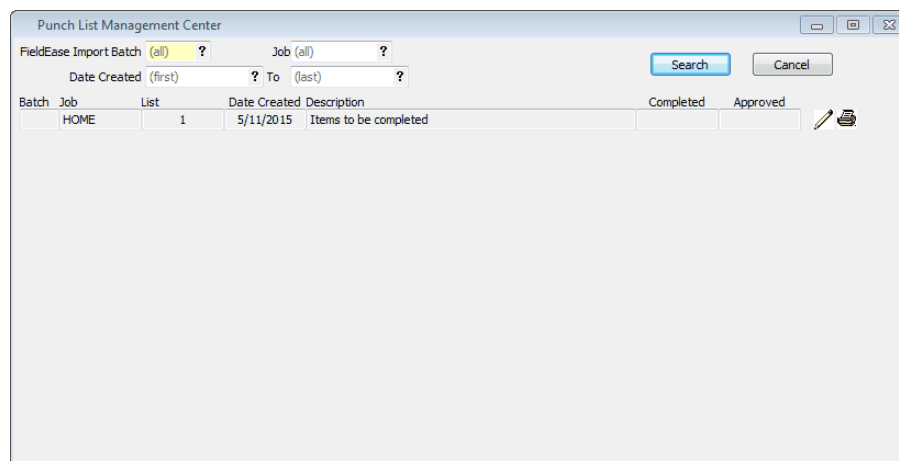 Punch List Management Center
FieldEase Import Batch (all) ? Job (all) ?
Search Cancel
Date Created (first) ? To (last) ?
Batch Job List Date Created Description Completed Approved
HOME 1 5/11/2015 Items to be completed